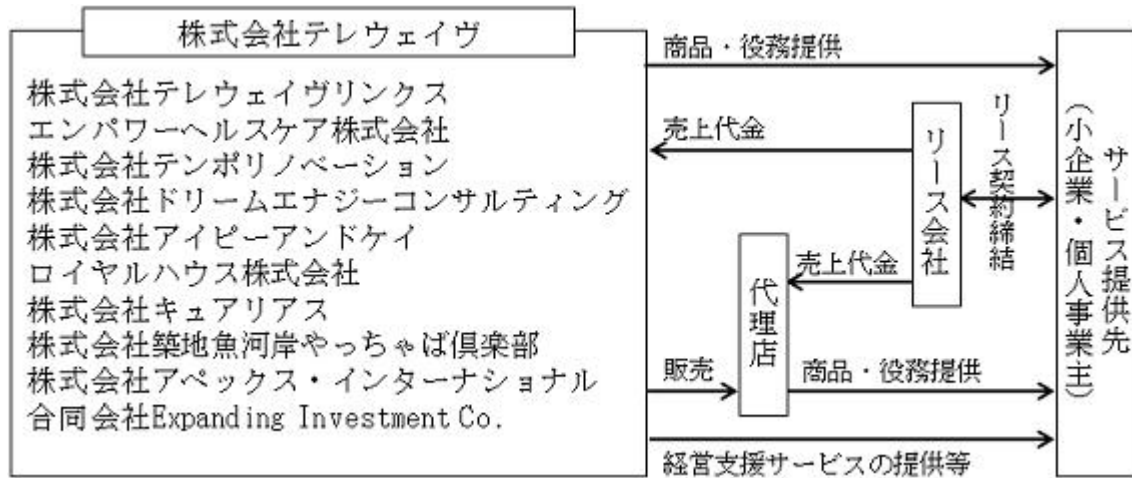 株式会社テレウェイヴ
株式会社テレウェイヴリンクス
エンパワーヘルスケア株式会社
株式会社テンポリノベーション
株式会社ドリームエナジーコンサルティング
株式会社アイピーアンドケイ
ロイヤルハウス株式会社
株式会社キュアリアス
株式会社築地魚河岸やっちゃば倶楽部
株式会社アペックス・インターナショナル
合同会社Expanding Investment Co.
商品・役務提供
売上代金
リース会社
リース契約締結
売上代金
代理店
販売
商品・役務提供
経営支援サービスの提供等
サービス提供先
(小企業・個人事業主)